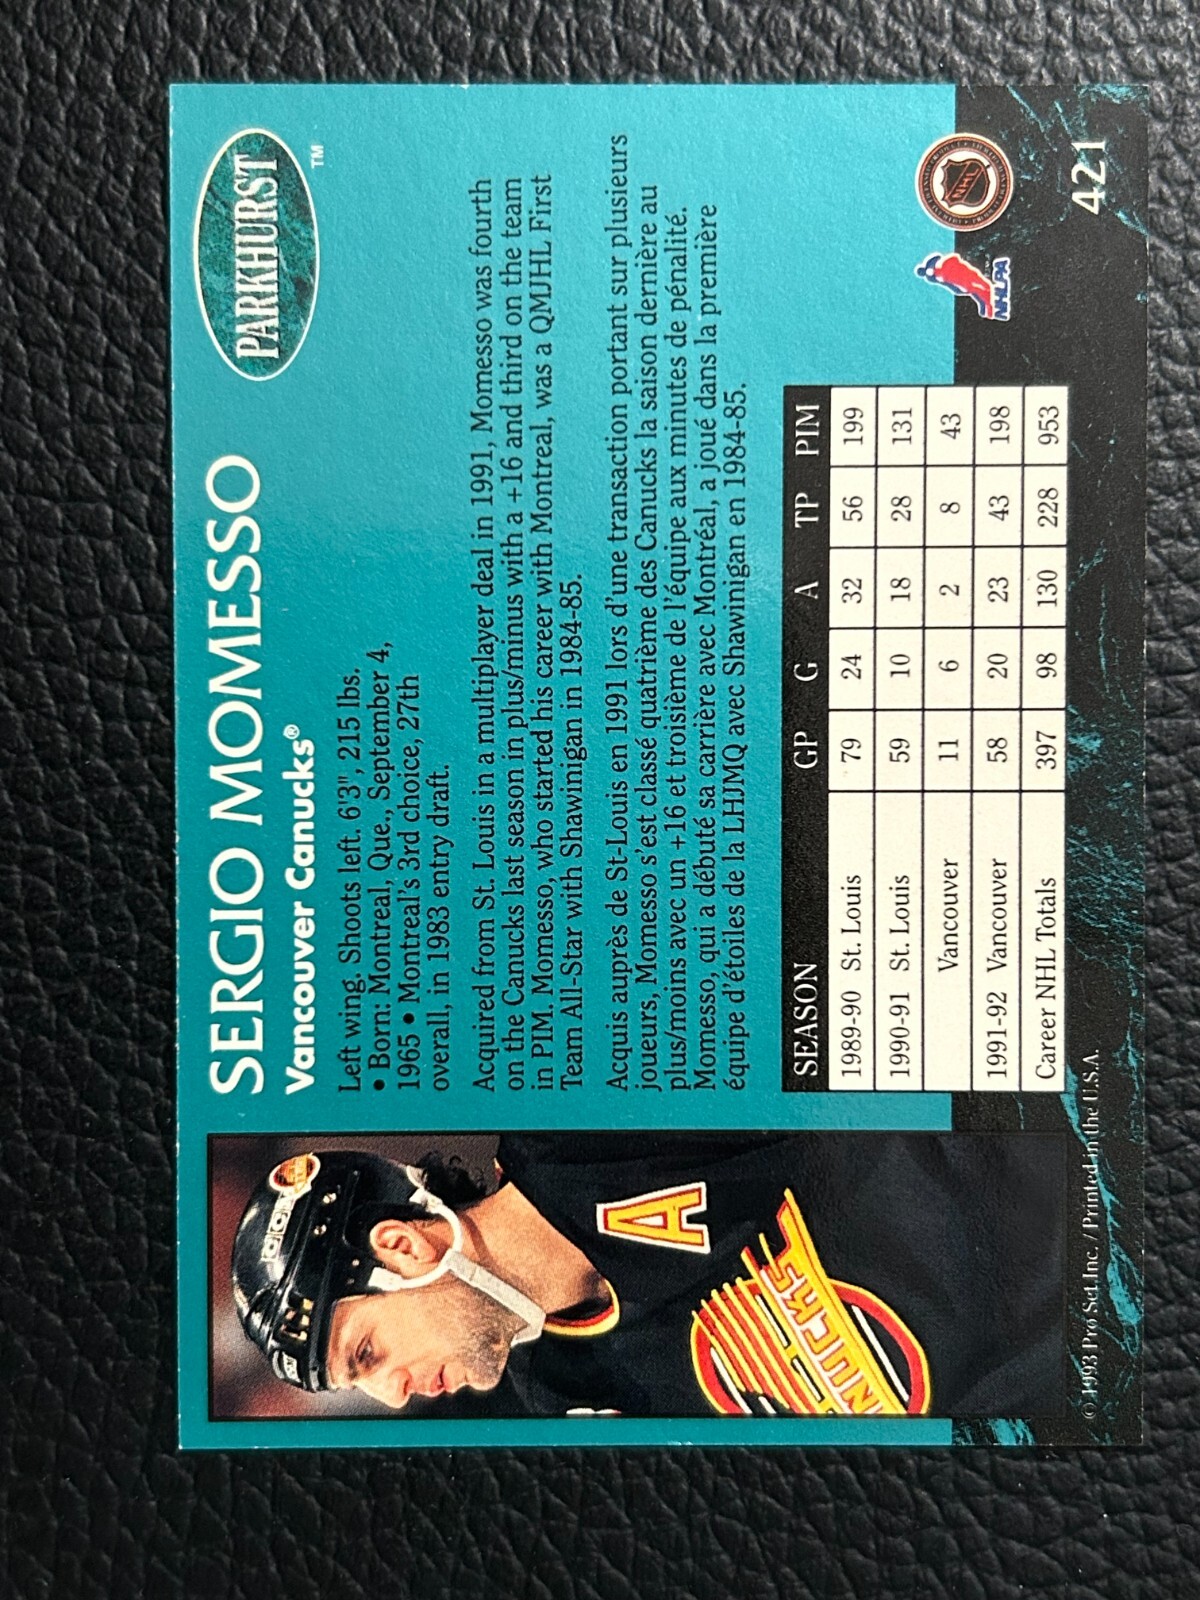 SERGIO MOMESSO
PARKHURST
TM
Vancouver Canucks®
Left wing. Shoots left. 6'3", 215 lbs.
• Born: Montreal, Que., September 4,
1965 • Montreal's 3rd choice, 27th
overall, in 1983 entry draft.
Acquired from St. Louis in a multiplayer deal in 1991, Momesso was fourth
on the Canucks last season in plus/minus with a +16 and third on the team
in PIM. Momesso, who started his career with Montreal, was a QMJHL First
Team All-Star with Shawinigan in 1984-85.
Acquis auprès de St-Louis en 1991 lors d'une transaction portant sur plusieurs
joueurs, Momesso s'est classé quatrième des Canucks la saison dernière au
plus/moins avec un +16 et troisième de l'équipe aux minutes de pénalité.
Momesso, qui a débuté sa carrière avec Montréal, a joué dans la première
équipe d'étoiles de la LHJMQ avec Shawinigan en 1984-85.
SEASON GP G A TP PIM
1989-90 St. Louis 79 24 32 56 199
1990-91 St. Louis 59 10 18 28 131
Vancouver 11 6 2 8 43
1991-92 Vancouver 58 20 23 43 198
Career NHL Totals 397 98 130 228 953
NHLPA
NHL
421
A
© 1993 Pro Set, Inc. / Printed in the U.S.A.